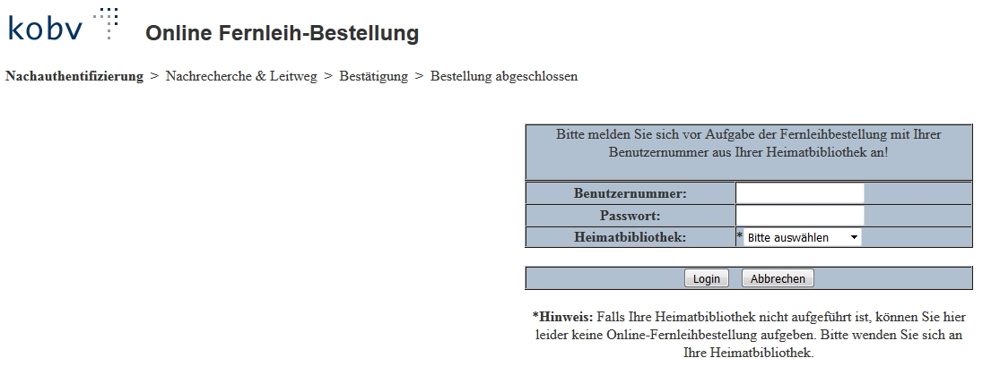 kobv Online Fernleih-Bestellung
Nachauthentifizierung > Nachrecherche & Leitweg > Bestätigung > Bestellung abgeschlossen
Bitte melden Sie sich vor Aufgabe der Fernleihbestellung mit Ihrer
Benutzernummer aus Ihrer Heimatbibliothek an!
Benutzernummer:
Passwort:
Heimatbibliothek: * Bitte auswählen
Login Abbrechen
*Hinweis: Falls Ihre Heimatbibliothek nicht aufgeführt ist, können Sie hier
leider keine Online-Fernleihbestellung aufgeben. Bitte wenden Sie sich an
Ihre Heimatbibliothek.